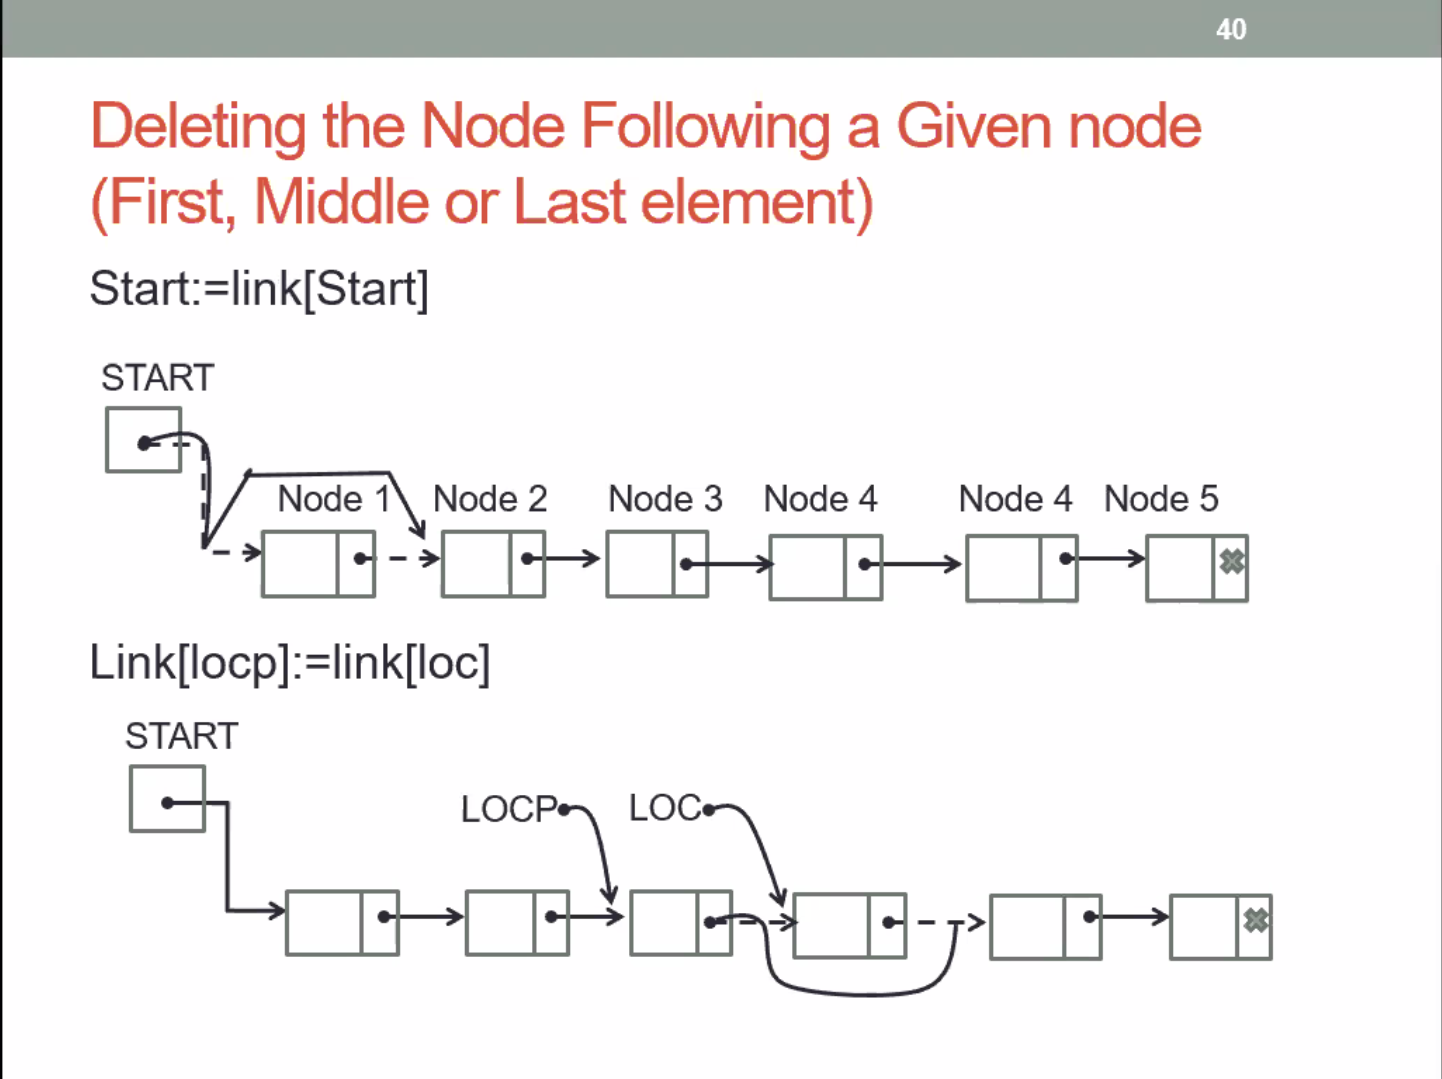 40
Deleting the Node Following a Given node
(First, Middle or Last element)
Start:=link[Start]
START
Node 1 Node 2 Node 3 Node 4 Node 4 Node 5
Link[locp]:=link[loc]
START
LOCP LOC